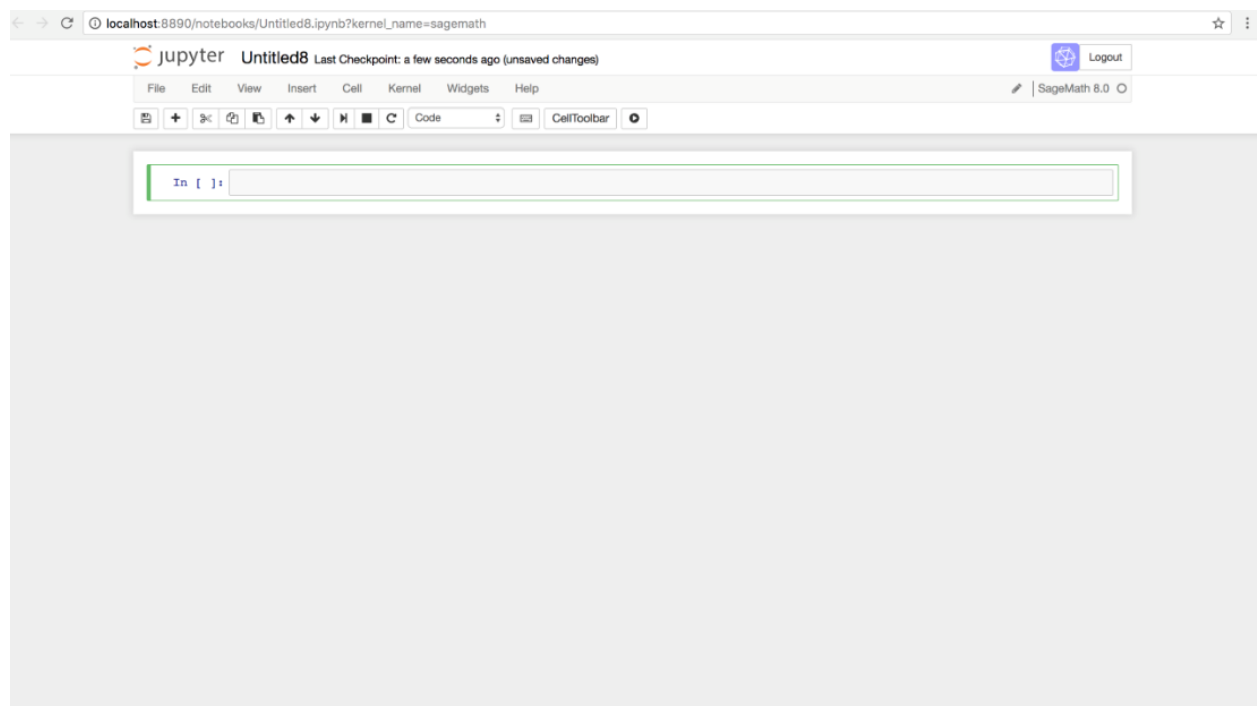 localhost:8890/notebooks/Untitled8.ipynb?kernel_name=sagemath
jupyter Untitled8 Last Checkpoint: a few seconds ago (unsaved changes) Logout
File Edit View Insert Cell Kernel Widgets Help SageMath 8.0
Code CellToolbar
In [ ]: